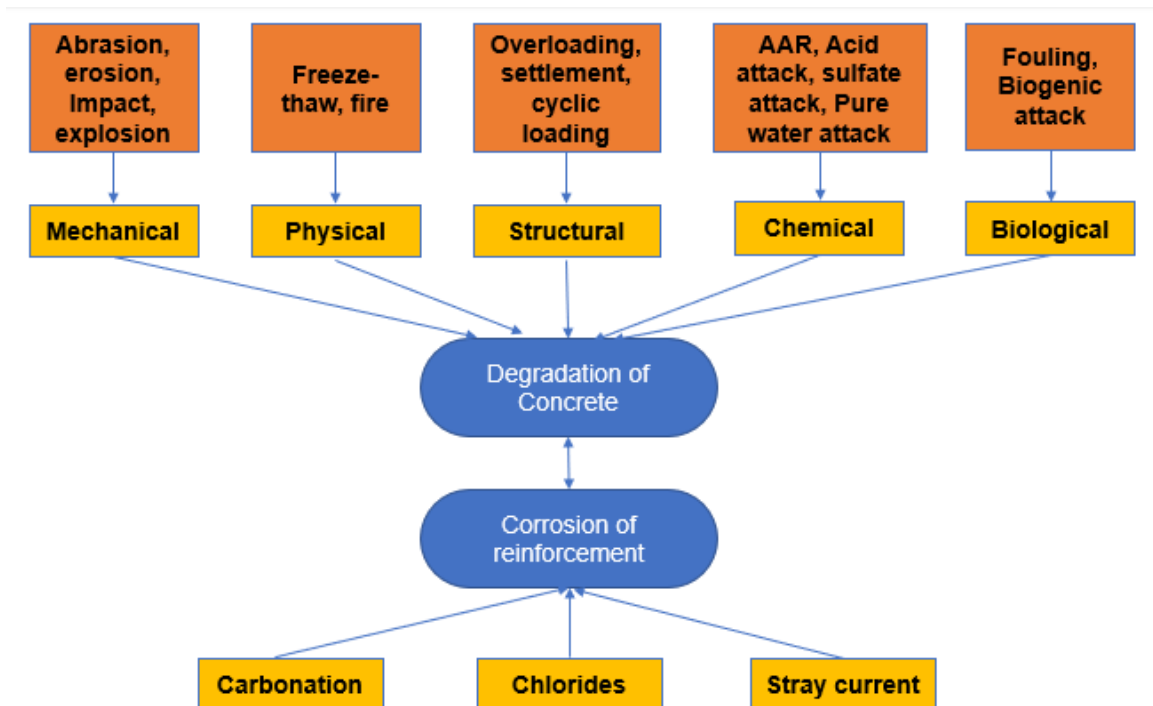 Abrasion,
erosion,
Impact,
explosion
Freeze-
thaw, fire
Overloading,
settlement,
cyclic
loading
AAR, Acid
attack, sulfate
attack, Pure
water attack
Fouling,
Biogenic
attack
Mechanical
Physical
Structural
Chemical
Biological
Degradation of
Concrete
Corrosion of
reinforcement
Carbonation
Chlorides
Stray current